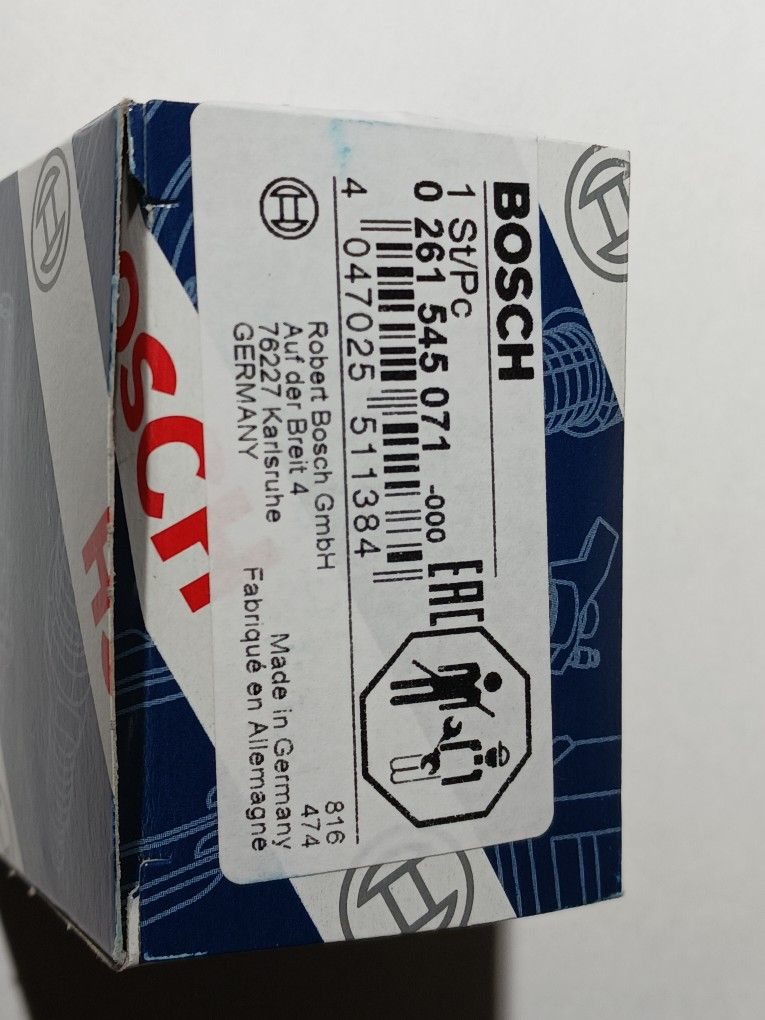 BOSCH
1 St/Pc
0 261 545 071 -000
EAC
4 047025 511384
Robert Bosch GmbH
Auf der Breit 4
76227 Karlsruhe
GERMANY
816
474
Made in Germany
Fabriqué en Allemagne